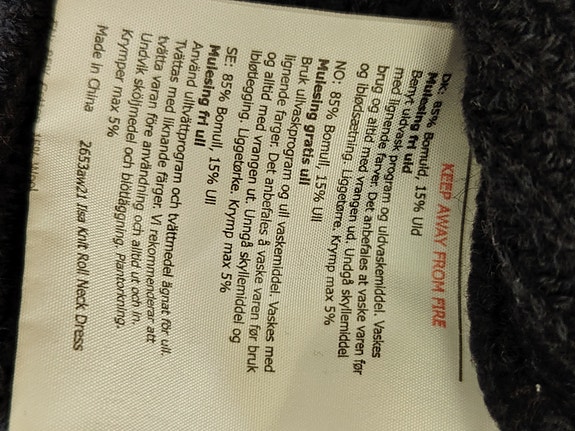 KEEP AWAY FROM FIRE
DK: 85% Bomuld, 15% Uld
Mulesing fri uld
Benyt uldvask program og uldvaskemiddel. Vaskes
med lignende farver. Det anbefales at vaske varen før
brug og altid med vrangen ud. Undgå skyllemiddel
og iblødsætning. Liggetørre. Krymp max 5%
NO: 85% Bomull, 15% Ull
Mulesing gratis ull
Bruk ullvaskprogram og ull vaskemiddel. Vaskes med
lignende farger. Det anbefales å vaske varen før bruk
og alltid med vrangen ut. Unngå skyllemiddel og
ibløtlegging. Liggetørke. Krymp max 5%
SE: 85% Bomull, 15% Ull
Mulesing fri ull
Använd ulltvättprogram och tvättmedel ägnat för ull.
Tvättas med liknande färger. Vi rekommenderar att
tvätta varen före användning och alltid ut och in.
Undvik sköljmedel och blötläggning. Plantorkning.
Krymper max 5%
Made in China 2653aw21 Lisa Knit Roll Neck Dress